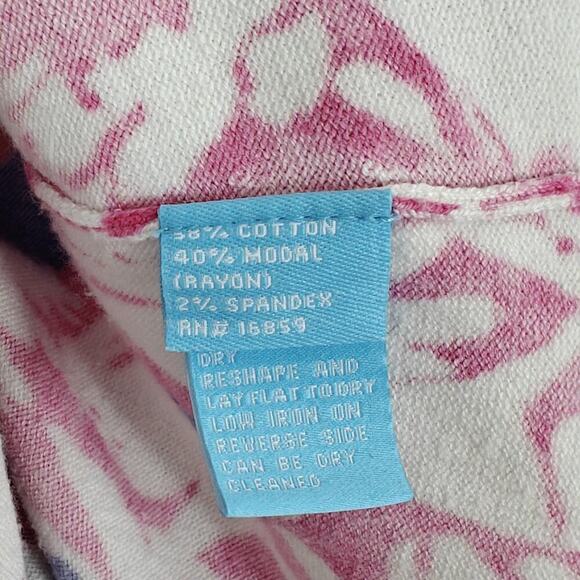 58% COTTON
40% MODAL
(RAYON)
2% SPANDEX
RN# 16859
DRY
RESHAPE AND
LAY FLAT TO DRY
LOW IRON ON
REVERSE SIDE
CAN BE DRY
CLEANED